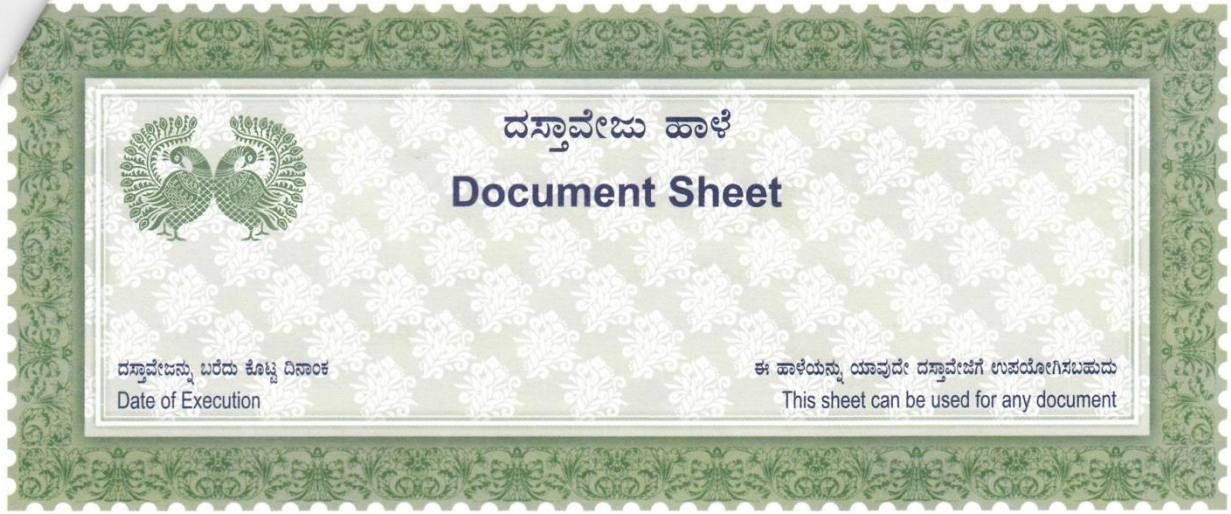 ದಸ್ತಾವೇಜು ಹಾಳೆ
Document Sheet
ದಸ್ತಾವೇಜನ್ನು ಬರೆದು ಕೊಟ್ಟ ದಿನಾಂಕ
Date of Execution
ಈ ಹಾಳೆಯನ್ನು ಯಾವುದೇ ದಸ್ತಾವೇಜಿಗೆ ಉಪಯೋಗಿಸಬಹುದು
This sheet can be used for any document